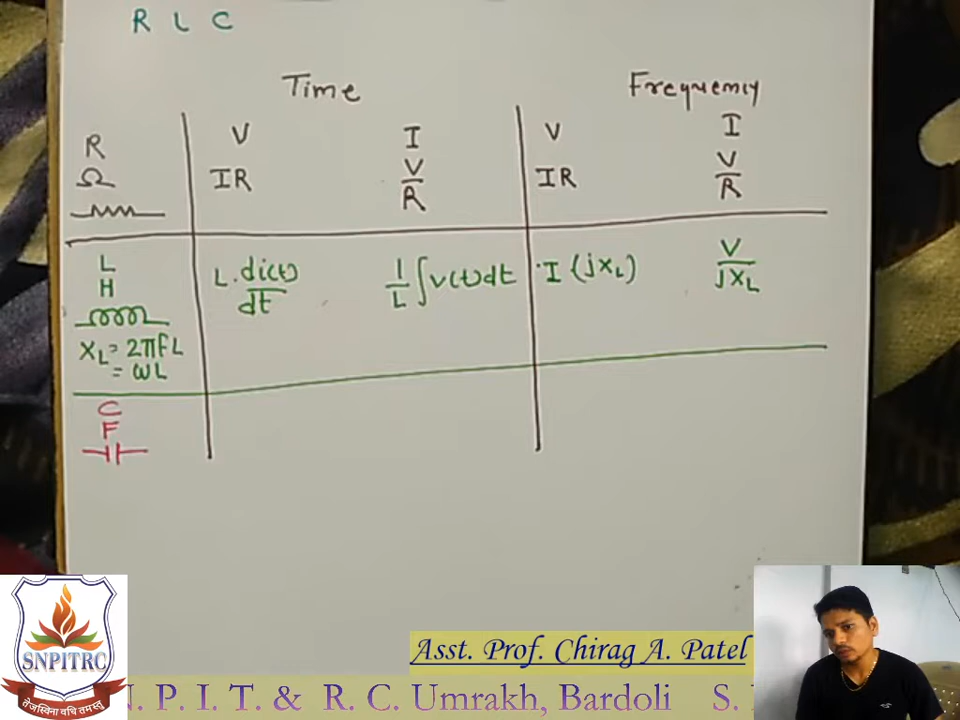 R L C
Time Frequency
R V I V I
Ω IR V/R IR V/R
L L.di(t)/dt 1/L ∫v(t)dt .I (jXL) V/jXL
H
XL = 2πfL
= ωL
C
F
SNPITRC
Asst. Prof. Chirag A. Patel
N. P. I. T. & R. C. Umrakh, Bardoli S.